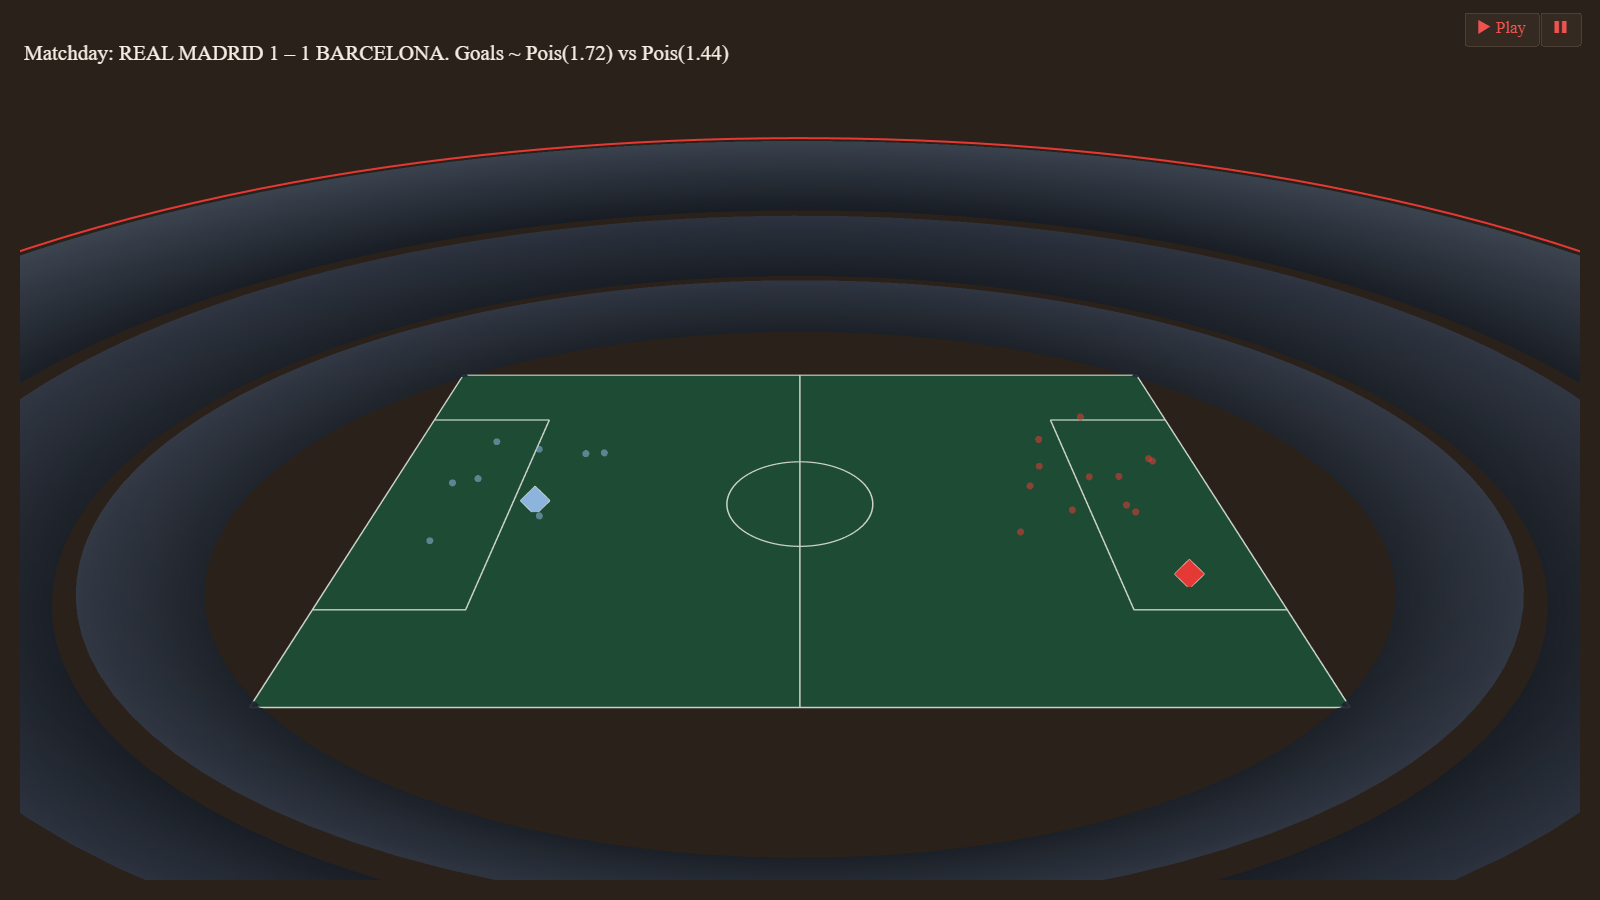 Play
Matchday: REAL MADRID 1 – 1 BARCELONA. Goals ~ Pois(1.72) vs Pois(1.44)